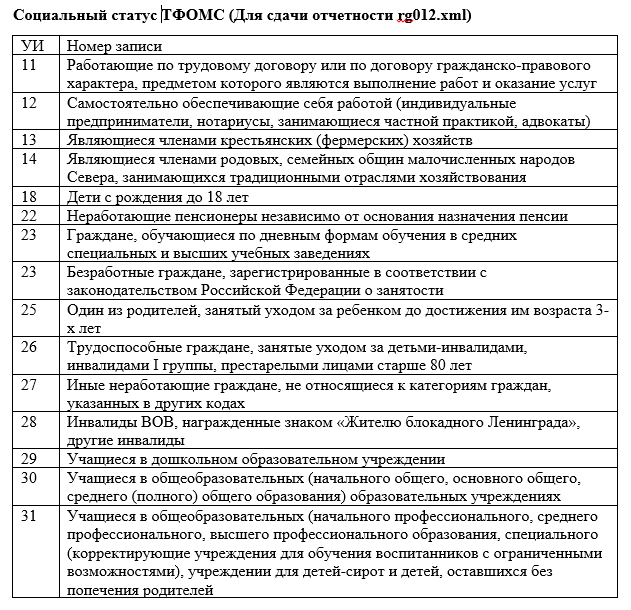 Социальный статус ТФОМС (Для сдачи отчетности rg012.xml)
УИ Номер записи
11 Работающие по трудовому договору или по договору гражданско-правового
характера, предметом которого являются выполнение работ и оказание услуг
12 Самостоятельно обеспечивающие себя работой (индивидуальные
предприниматели, нотариусы, занимающиеся частной практикой, адвокаты)
13 Являющиеся членами крестьянских (фермерских) хозяйств
14 Являющиеся членами родовых, семейных общин малочисленных народов
Севера, занимающихся традиционными отраслями хозяйствования
18 Дети с рождения до 18 лет
22 Неработающие пенсионеры независимо от основания назначения пенсии
23 Граждане, обучающиеся по дневным формам обучения в средних
специальных и высших учебных заведениях
23 Безработные граждане, зарегистрированные в соответствии с
законодательством Российской Федерации о занятости
25 Один из родителей, занятый уходом за ребенком до достижения им возраста 3-
х лет
26 Трудоспособные граждане, занятые уходом за детьми-инвалидами,
инвалидами I группы, престарелыми лицами старше 80 лет
27 Иные неработающие граждане, не относящиеся к категориям граждан,
указанных в других кодах
28 Инвалиды ВОВ, награжденные знаком «Жителю блокадного Ленинграда»,
другие инвалиды
29 Учащиеся в дошкольном образовательном учреждении
30 Учащиеся в общеобразовательных (начального общего, основного общего,
среднего (полного) общего образования) образовательных учреждениях
31 Учащиеся в общеобразовательных (начального профессионального, среднего
профессионального, высшего профессионального образования, специального
(корректирующие учреждения для обучения воспитанников с ограниченными
возможностями), учреждении для детей-сирот и детей, оставшихся без
попечения родителей